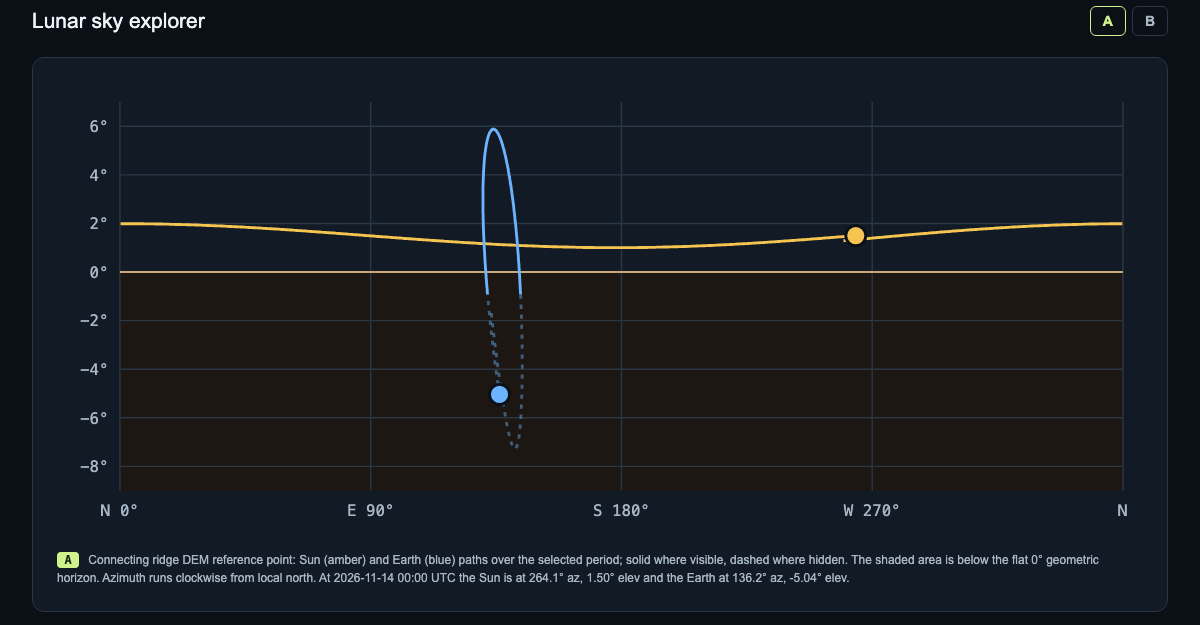 Lunar sky explorer
A B
6°
4°
2°
0°
−2°
−4°
−6°
−8°
N 0° E 90° S 180° W 270° N
A Connecting ridge DEM reference point: Sun (amber) and Earth (blue) paths over the selected period; solid where visible, dashed where hidden. The shaded area is below the flat 0° geometric
horizon. Azimuth runs clockwise from local north. At 2026-11-14 00:00 UTC the Sun is at 264.1° az, 1.50° elev and the Earth at 136.2° az, -5.04° elev.